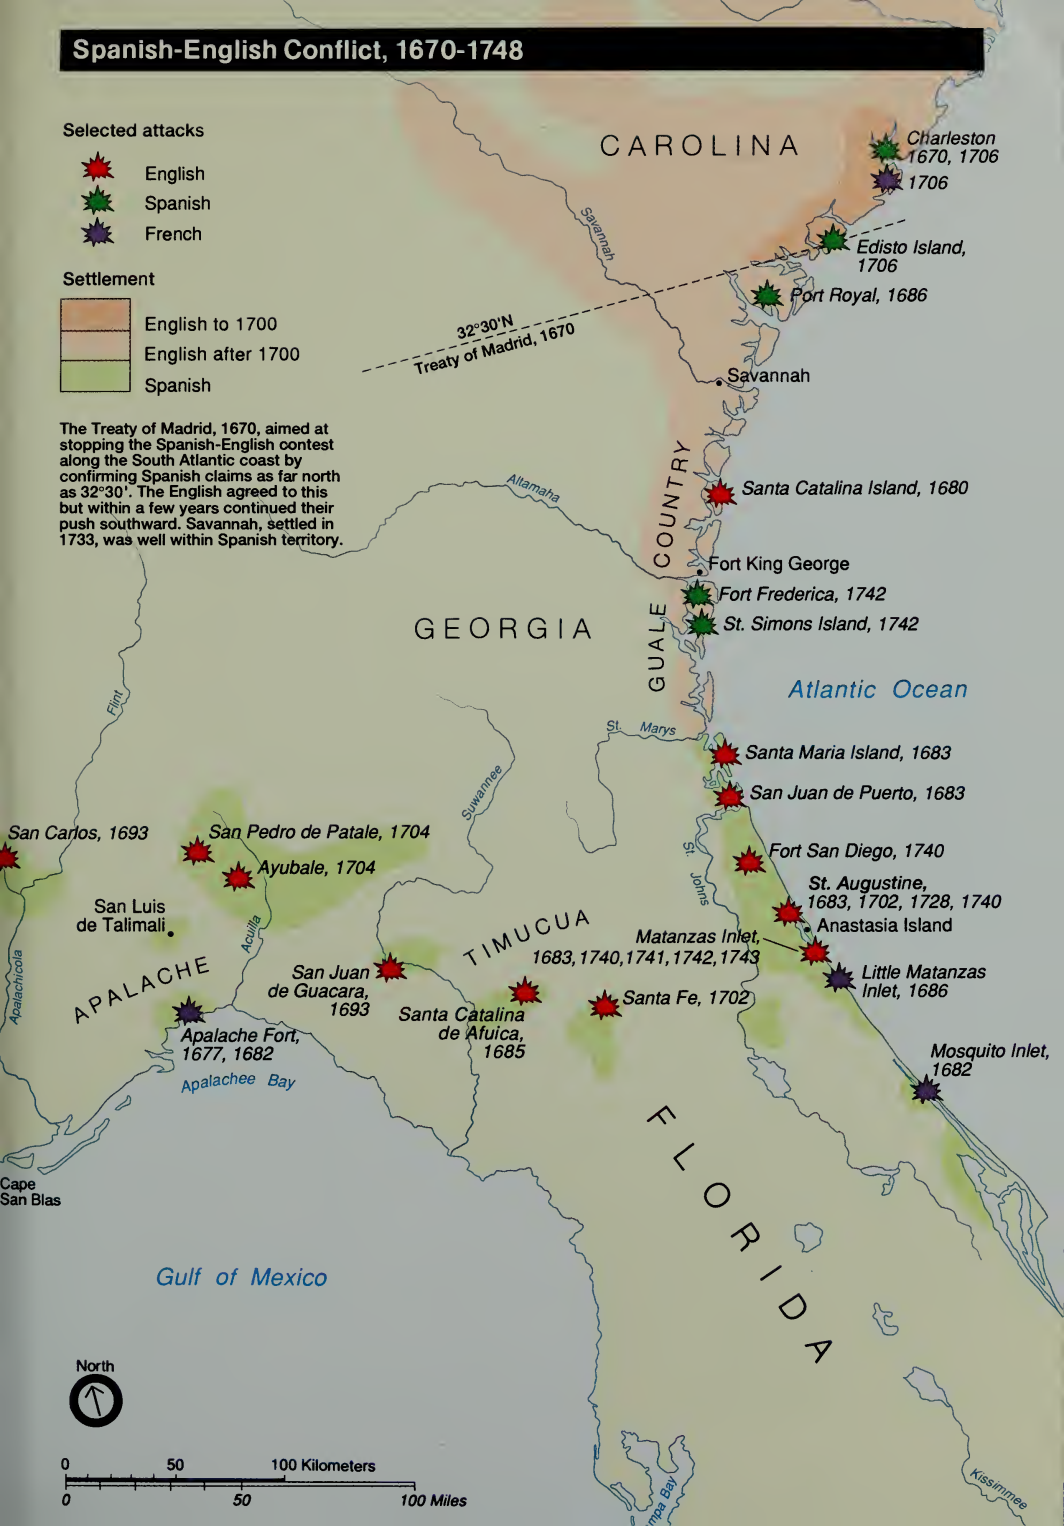 Spanish-English Conflict, 1670-1748
Selected attacks
English
Spanish
French
Settlement
English to 1700
English after 1700
Spanish
The Treaty of Madrid, 1670, aimed at
stopping the Spanish-English contest
along the South Atlantic coast by
confirming Spanish claims as far north
as 32°30'. The English agreed to this
but within a few years continued their
push southward. Savannah, settled in
1733, was well within Spanish territory.
CAROLINA
Charleston
1670, 1706
1706
Savannah
Edisto Island,
1706
Port Royal, 1686
32°30'N
Treaty of Madrid, 1670
Savannah
Altamaha
GUALE COUNTRY
Santa Catalina Island, 1680
Fort King George
Fort Frederica, 1742
St. Simons Island, 1742
GEORGIA
Atlantic Ocean
Flint
St. Marys
Suwannee
Santa Maria Island, 1683
San Juan de Puerto, 1683
San Carlos, 1693
San Pedro de Patale, 1704
Ayubale, 1704
St. Johns
Fort San Diego, 1740
St. Augustine,
1683, 1702, 1728, 1740
Anastasia Island
San Luis
de Talimali
Acuilla
TIMUCUA
Matanzas Inlet,
1683, 1740, 1741, 1742, 1743
Little Matanzas
Inlet, 1686
Apalachicola
APALACHE
San Juan
de Guacara,
1693
Santa Catalina
de Afuica,
1685
Santa Fe, 1702
Apalache Fort,
1677, 1682
Apalachee Bay
Mosquito Inlet,
1682
FLORIDA
Cape
San Blas
Gulf of Mexico
North
0 50 100 Kilometers
0 50 100 Miles
mpa Bay
Kissimmee